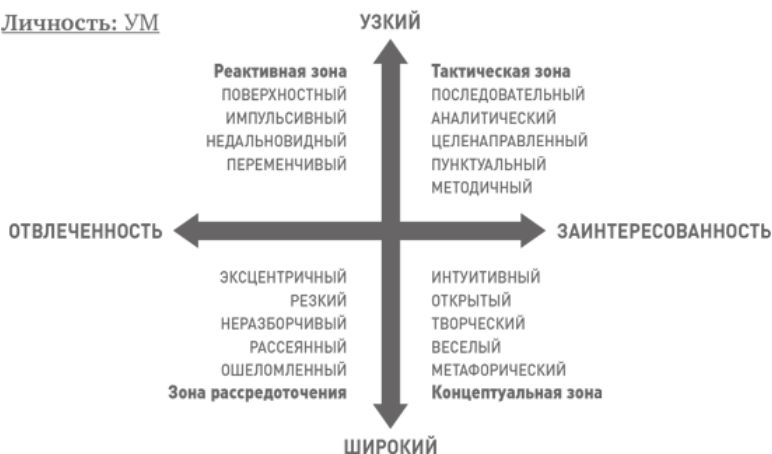 Личность: УМ
УЗКИЙ
Реактивная зона
ПОВЕРХНОСТНЫЙ
ИМПУЛЬСИВНЫЙ
НЕДАЛЬНОВИДНЫЙ
ПЕРЕМЕНЧИВЫЙ
Тактическая зона
ПОСЛЕДОВАТЕЛЬНЫЙ
АНАЛИТИЧЕСКИЙ
ЦЕЛЕНАПРАВЛЕННЫЙ
ПУНКТУАЛЬНЫЙ
МЕТОДИЧНЫЙ
ОТВЛЕЧЕННОСТЬ
ЗАИНТЕРЕСОВАННОСТЬ
ЭКСЦЕНТРИЧНЫЙ
РЕЗКИЙ
НЕРАЗБОРЧИВЫЙ
РАССЕЯННЫЙ
ОШЕЛОМЛЕННЫЙ
Зона рассредоточения
ИНТУИТИВНЫЙ
ОТКРЫТЫЙ
ТВОРЧЕСКИЙ
ВЕСЕЛЫЙ
МЕТАФОРИЧЕСКИЙ
Концептуальная зона
ШИРОКИЙ